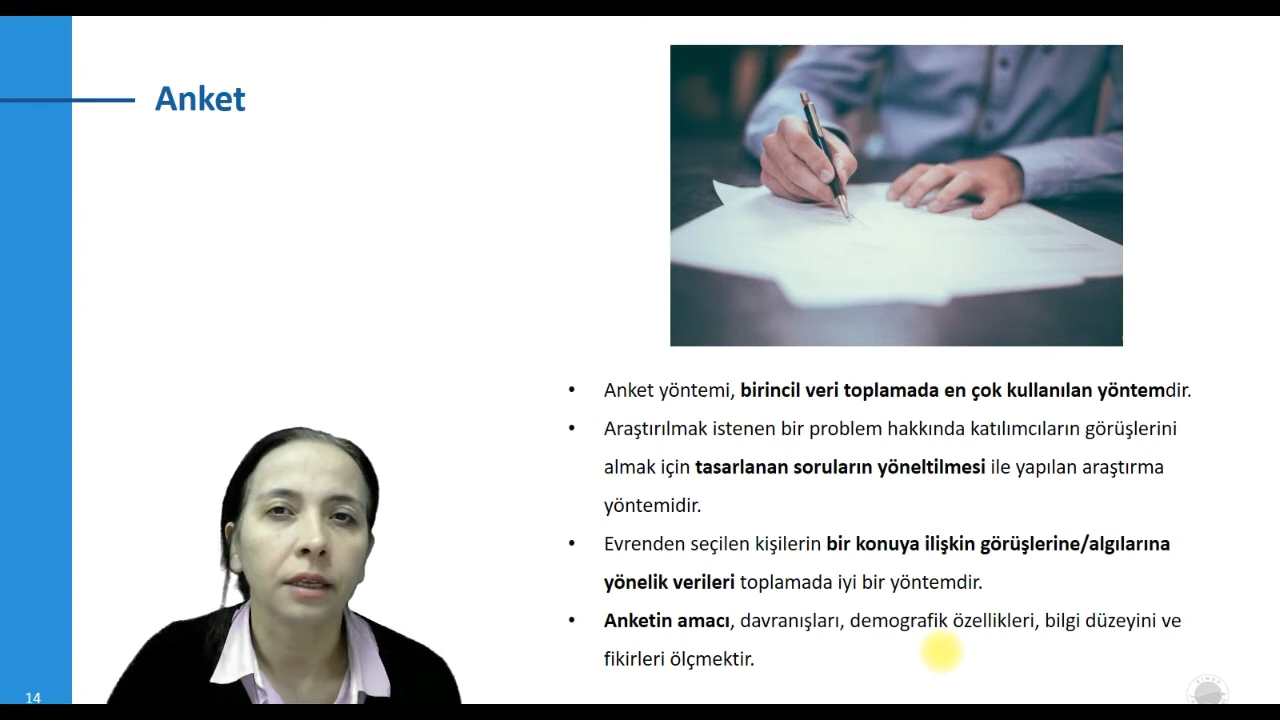 Anket
• Anket yöntemi, birincil veri toplamada en çok kullanılan yöntemdir.
• Araştırılmak istenen bir problem hakkında katılımcıların görüşlerini
almak için tasarlanan soruların yöneltilmesi ile yapılan araştırma
yöntemidir.
• Evrenden seçilen kişilerin bir konuya ilişkin görüşlerine/algılarına
yönelik verileri toplamada iyi bir yöntemdir.
• Anketin amacı, davranışları, demografik özellikleri, bilgi düzeyini ve
fikirleri ölçmektir.
14